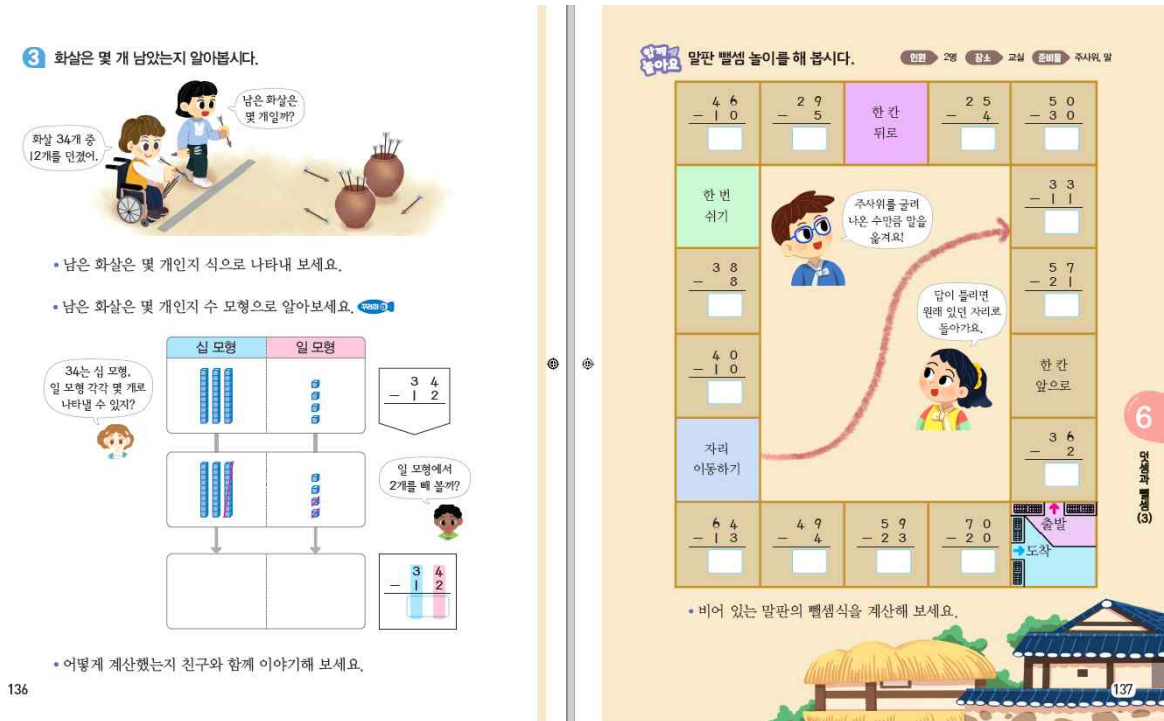 3 화살은 몇 개 남았는지 알아봅시다.
남은 화살은
몇 개일까?
화살 34개 중
12개를 던졌어.
• 남은 화살은 몇 개인지 식으로 나타내 보세요.
• 남은 화살은 몇 개인지 수 모형으로 알아보세요.
십 모형 일 모형
34는 십 모형,
일 모형 각각 몇 개로
나타낼 수 있지?
3 4
− 1 2
일 모형에서
2개를 빼 볼까?
3 4
− 1 2
• 어떻게 계산했는지 친구와 함께 이야기해 보세요.
136
함께
놀아요
말판 뺄셈 놀이를 해 봅시다.
인원 2명 장소 교실 준비물 주사위, 말
4 6
− 1 0
2 9
− 5
한 칸
뒤로
2 5
− 4
5 0
− 3 0
한 번
쉬기
주사위를 굴려
나온 수만큼 말을
옮겨요!
3 3
− 1 1
3 8
− 8
답이 틀리면
원래 있던 자리로
돌아가요.
5 7
− 2 1
4 0
− 1 0
한 칸
앞으로
자리
이동하기
3 6
− 2
6 4
− 1 3
4 9
− 4
5 9
− 2 3
7 0
− 2 0
출발
도착
• 비어 있는 말판의 뺄셈식을 계산해 보세요.
6
덧셈과 뺄셈(3)
137